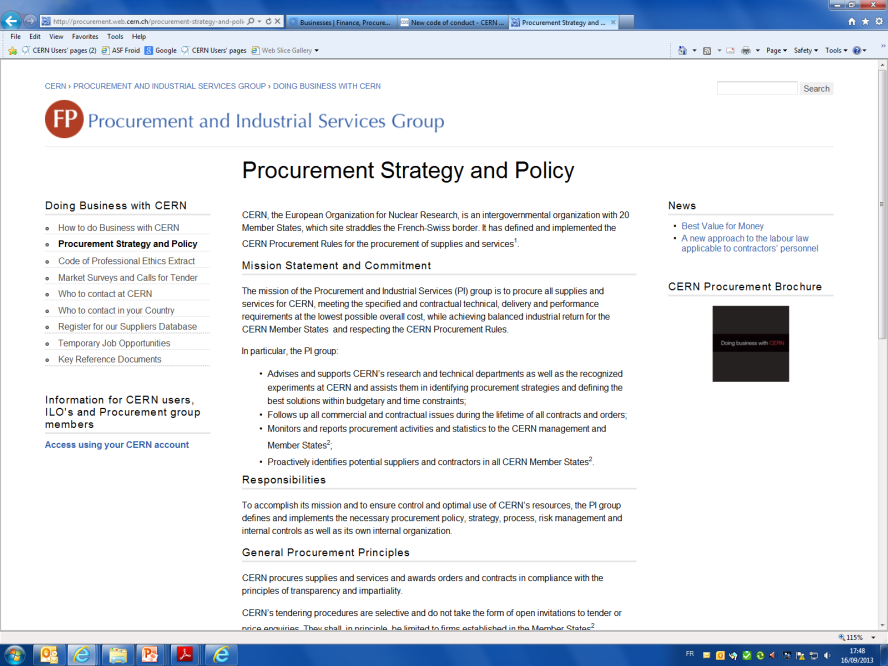 http://procurement.web.cern.ch/procurement-strategy-and-poli
Businesses | Finance, Procure...
New code of conduct - CERN ...
Procurement Strategy and ...
File Edit View Favorites Tools Help
CERN Users' pages (2) ASF Froid Google CERN Users' pages Web Slice Gallery
Page Safety Tools
CERN › PROCUREMENT AND INDUSTRIAL SERVICES GROUP › DOING BUSINESS WITH CERN
Search
FP Procurement and Industrial Services Group
Procurement Strategy and Policy
Doing Business with CERN
How to do Business with CERN
Procurement Strategy and Policy
Code of Professional Ethics Extract
Market Surveys and Calls for Tender
Who to contact at CERN
Who to contact in your Country
Register for our Suppliers Database
Temporary Job Opportunities
Key Reference Documents
Information for CERN users,
ILO's and Procurement group
members
Access using your CERN account
CERN, the European Organization for Nuclear Research, is an intergovernmental organization with 20
Member States, which site straddles the French-Swiss border. It has defined and implemented the
CERN Procurement Rules for the procurement of supplies and services1.
Mission Statement and Commitment
The mission of the Procurement and Industrial Services (PI) group is to procure all supplies and
services for CERN, meeting the specified and contractual technical, delivery and performance
requirements at the lowest possible overall cost, while achieving balanced industrial return for the
CERN Member States and respecting the CERN Procurement Rules.
In particular, the PI group:
• Advises and supports CERN's research and technical departments as well as the recognized
experiments at CERN and assists them in identifying procurement strategies and defining the
best solutions within budgetary and time constraints;
• Follows up all commercial and contractual issues during the lifetime of all contracts and orders;
• Monitors and reports procurement activities and statistics to the CERN management and
Member States2;
• Proactively identifies potential suppliers and contractors in all CERN Member States2.
Responsibilities
To accomplish its mission and to ensure control and optimal use of CERN's resources, the PI group
defines and implements the necessary procurement policy, strategy, process, risk management and
internal controls as well as its own internal organization.
General Procurement Principles
CERN procures supplies and services and awards orders and contracts in compliance with the
principles of transparency and impartiality.
CERN's tendering procedures are selective and do not take the form of open invitations to tender or
price enquiries. They shall, in principle, be limited to firms established in the Member States2
News
• Best Value for Money
• A new approach to the labour law
applicable to contractors' personnel
CERN Procurement Brochure
Doing business with CERN
115%
FR
17:48
16/09/2013